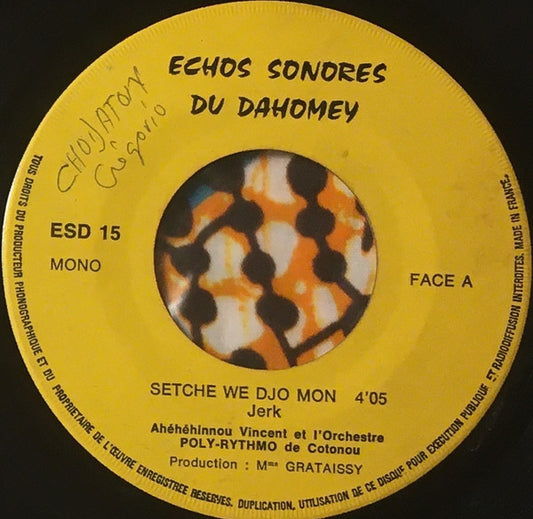 ECHOS SONORES
DU DAHOMEY
Grégorio
ESD 15
MONO
FACE A
SETCHE WE DJO MON 4'05
Jerk
Ahéhéhinnou Vincent et l'Orchestre
POLY-RYTHMO de Cotonou
Production : Mme GRATAISSY
TOUS DROITS DU PRODUCTEUR PHONOGRAPHIQUE ET DU PROPRIETAIRE DE L'ŒUVRE ENREGISTREE RESERVES. DUPLICATION, UTILISATION DE CE DISQUE POUR EXECUTION PUBLIQUE ET RADIODIFFUSION INTERDITES. MADE IN FRANCE.